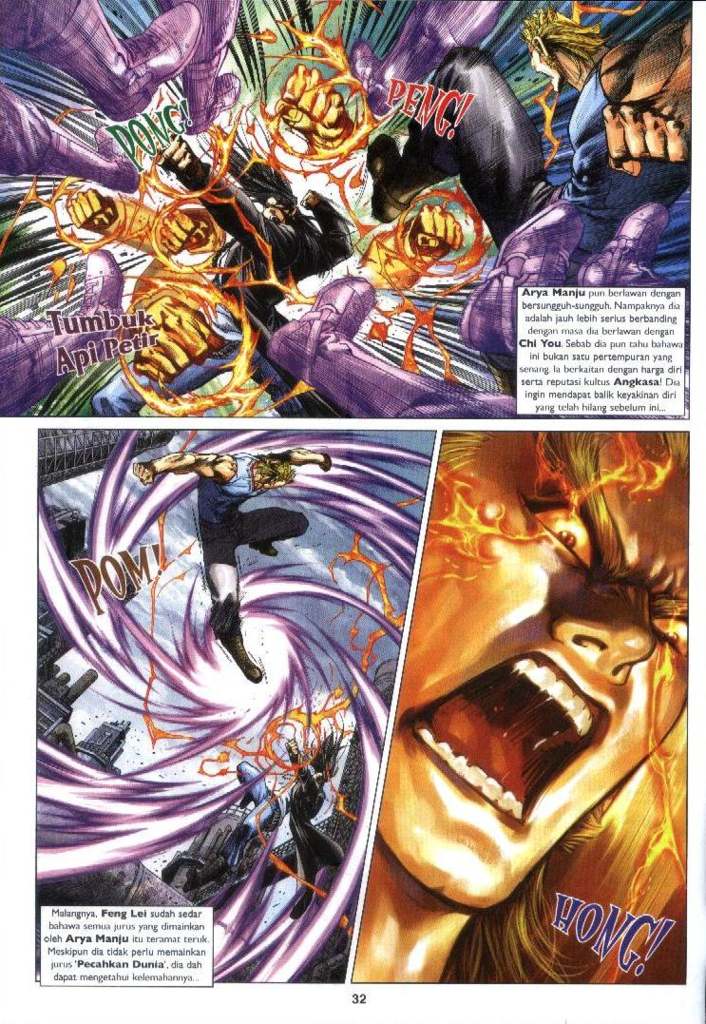 PONG!
PENG!
Tumbuk
Api Petir
Arya Manju pun berlawan dengan
bersungguh-sungguh. Nampaknya dia
adalah jauh lebih serius berbanding
dengan masa dia berlawan dengan
Chi You. Sebab dia pun tahu bahawa
ini bukan satu pertempuran yang
senang. Ia berkaitan dengan harga diri
serta reputasi kultus Angkasa! Dia
ingin mendapat balik keyakinan diri
yang telah hilang sebelum ini...
POM!
Malangnya, Feng Lei sudah sedar
bahawa semua jurus yang dimainkan
oleh Arya Manju itu teramat teruk.
Meskipun dia tidak perlu memainkan
jurus 'Pecahkan Dunia', dia dah
dapat mengetahui kelemahannya...
HONG!
32